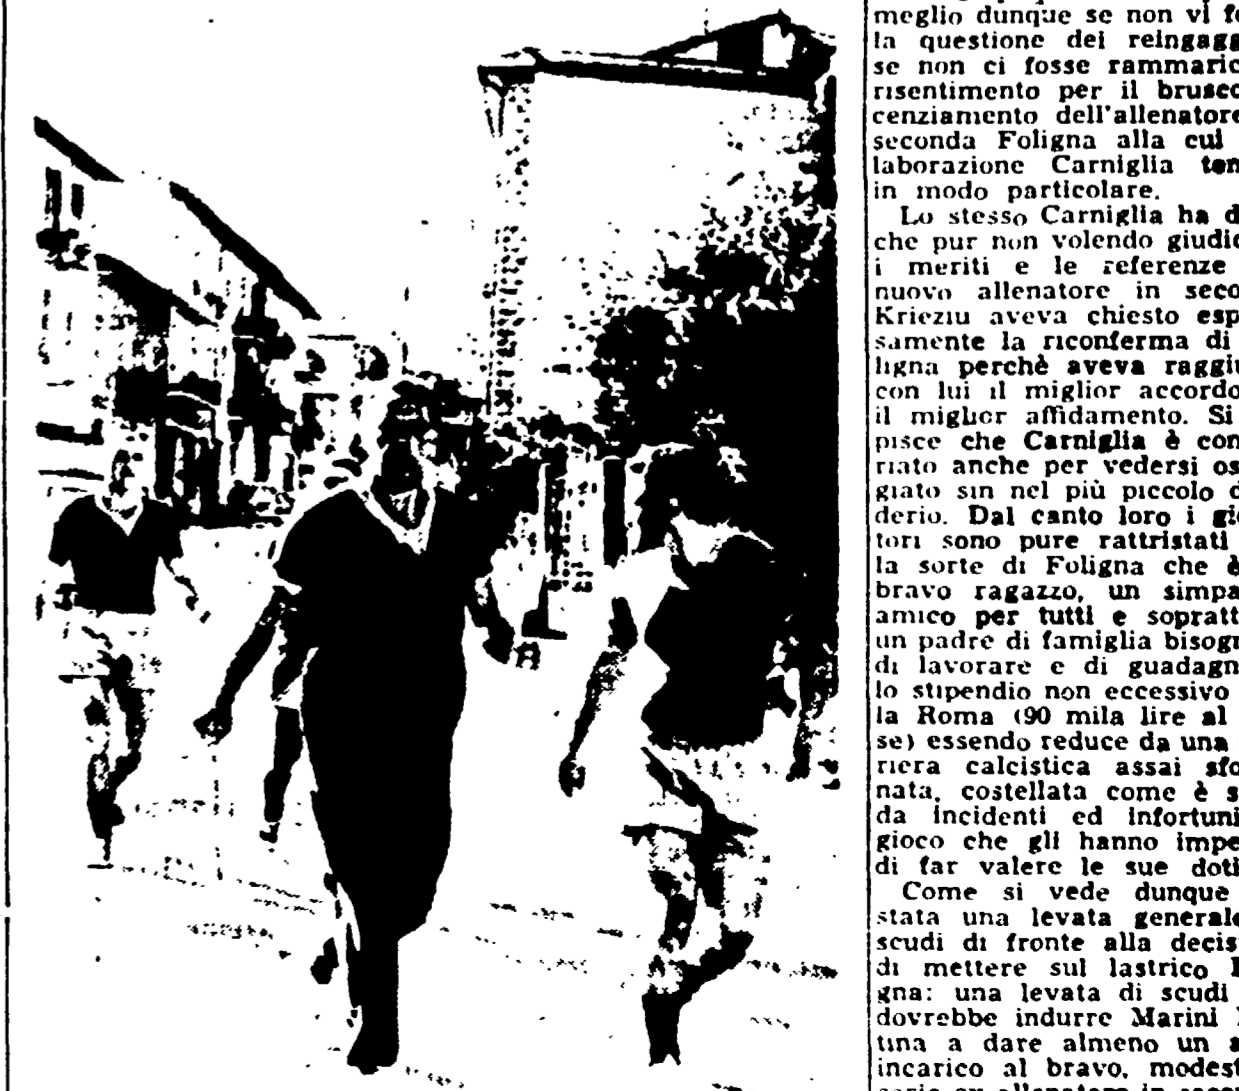 meglio dunque se non vi
la questione dei reingagg
se non ci fosse rammaric
risentimento per il brusco
cenziamento dell'allenatore
seconda Foligna alla cui
laborazione Carniglia ten
in modo particolare.
Lo stesso Carniglia ha d
che pur non volendo giudic
i meriti e le referenze
nuovo allenatore in seco
Krieziu aveva chiesto esp
samente la riconferma di
ligna perchè aveva raggiu
con lui il miglior accordo
il miglior affidamento. Si
pisce che Carniglia è con
riato anche per vedersi os
giato sin nel più piccolo d
derio. Dal canto loro i gio
tori sono pure rattristati
la sorte di Foligna che è
bravo ragazzo, un simpa
amico per tutti e sopratt
un padre di famiglia bisogn
di lavorare e di guadagn
lo stipendio non eccessivo
la Roma (90 mila lire al
se) essendo reduce da una
riera calcistica assai sfo
nata, costellata come è s
da incidenti ed infortuni
gioco che gli hanno impe
di far valere le sue doti
Come si vede dunque
stata una levata generale
scudi di fronte alla decis
di mettere sul lastrico
gna: una levata di scudi
dovrebbe indurre Marini
tina a dare almeno un a
incarico al bravo, modest